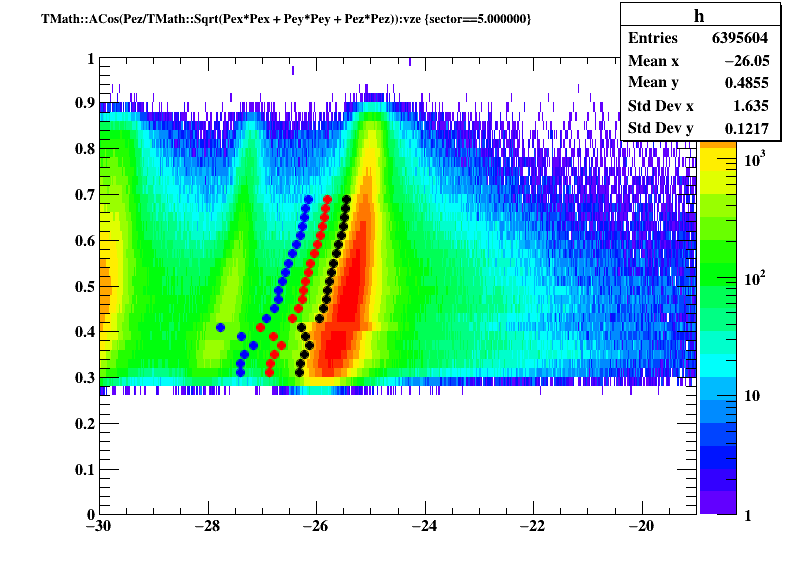 TMath::ACos(Pez/TMath::Sqrt(Pex*Pex + Pey*Pey + Pez*Pez)):vze {sector==5.000000}
h
Entries 6395604
Mean x −26.05
Mean y 0.4855
Std Dev x 1.635
Std Dev y 0.1217
1
0.9
0.8
0.7
0.6
0.5
0.4
0.3
0.2
0.1
0
−30 −28 −26 −24 −22 −20
10³
10²
10
1